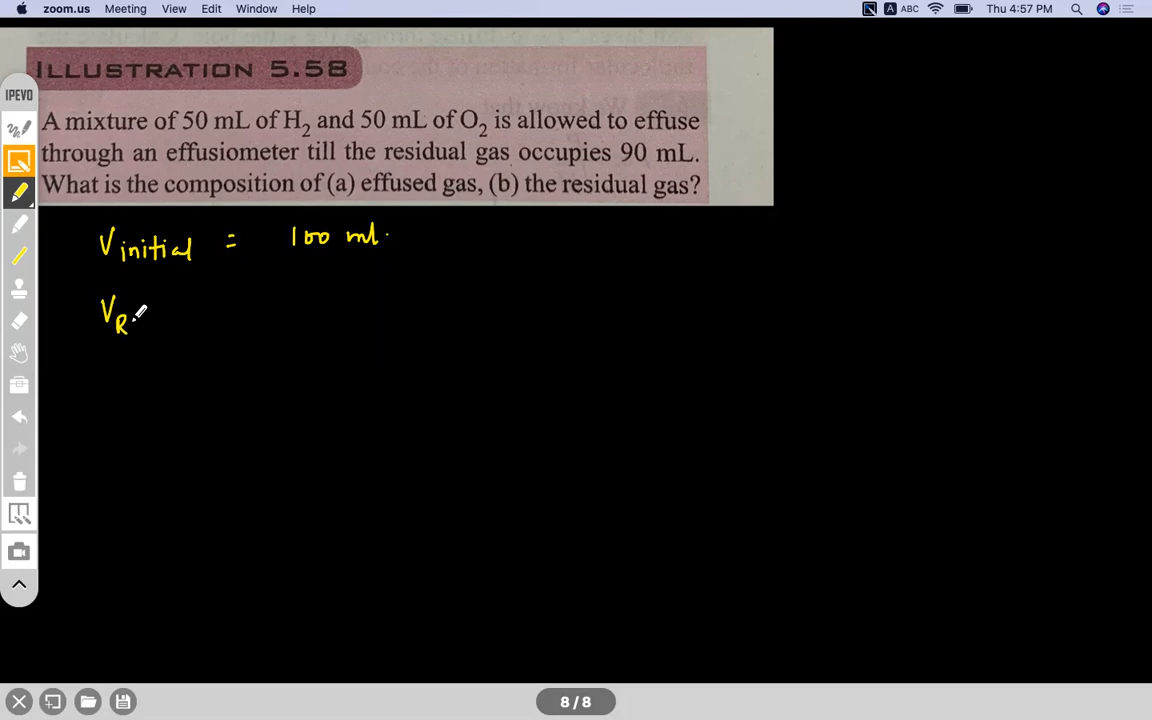 zoom.us Meeting View Edit Window Help
A ABC Thu 4:57 PM
IPEVO
ILLUSTRATION 5.58
A mixture of 50 mL of H₂ and 50 mL of O₂ is allowed to effuse
through an effusiometer till the residual gas occupies 90 mL.
What is the composition of (a) effused gas, (b) the residual gas?
V initial = 100 ml.
V R
8 / 8